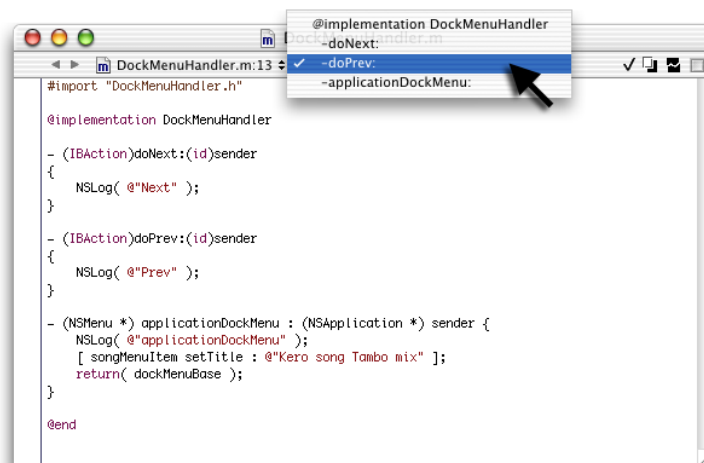 @implementation DockMenuHandler
DockMenuHandler.m
-doNext:
DockMenuHandler.m:13
✓ -doPrev:
-applicationDockMenu:
#import "DockMenuHandler.h"
@implementation DockMenuHandler
- (IBAction)doNext:(id)sender
{
NSLog( @"Next" );
}
- (IBAction)doPrev:(id)sender
{
NSLog( @"Prev" );
}
- (NSMenu *) applicationDockMenu : (NSApplication *) sender {
NSLog( @"applicationDockMenu" );
[ songMenuItem setTitle : @"Kero song Tambo mix" ];
return( dockMenuBase );
}
@end